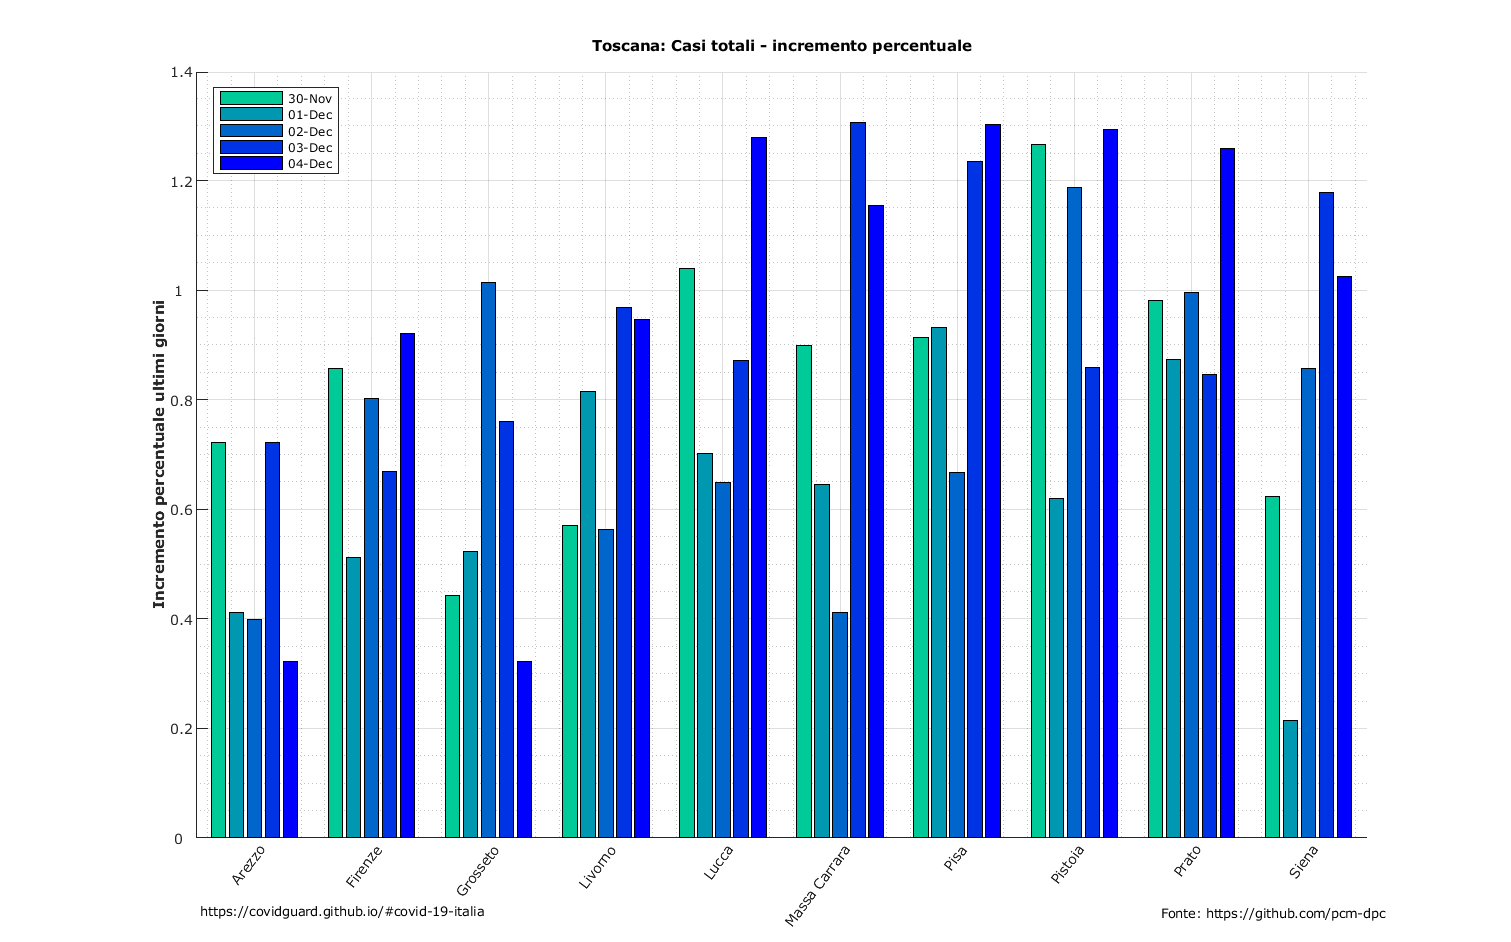 Toscana: Casi totali - incremento percentuale
1.4
1.2
1
0.8
0.6
0.4
0.2
0
Incremento percentuale ultimi giorni
30-Nov
01-Dec
02-Dec
03-Dec
04-Dec
Arezzo
Firenze
Grosseto
Livorno
Lucca
Massa Carrara
Pisa
Pistoia
Prato
Siena
https://covidguard.github.io/#covid-19-italia
Fonte: https://github.com/pcm-dpc